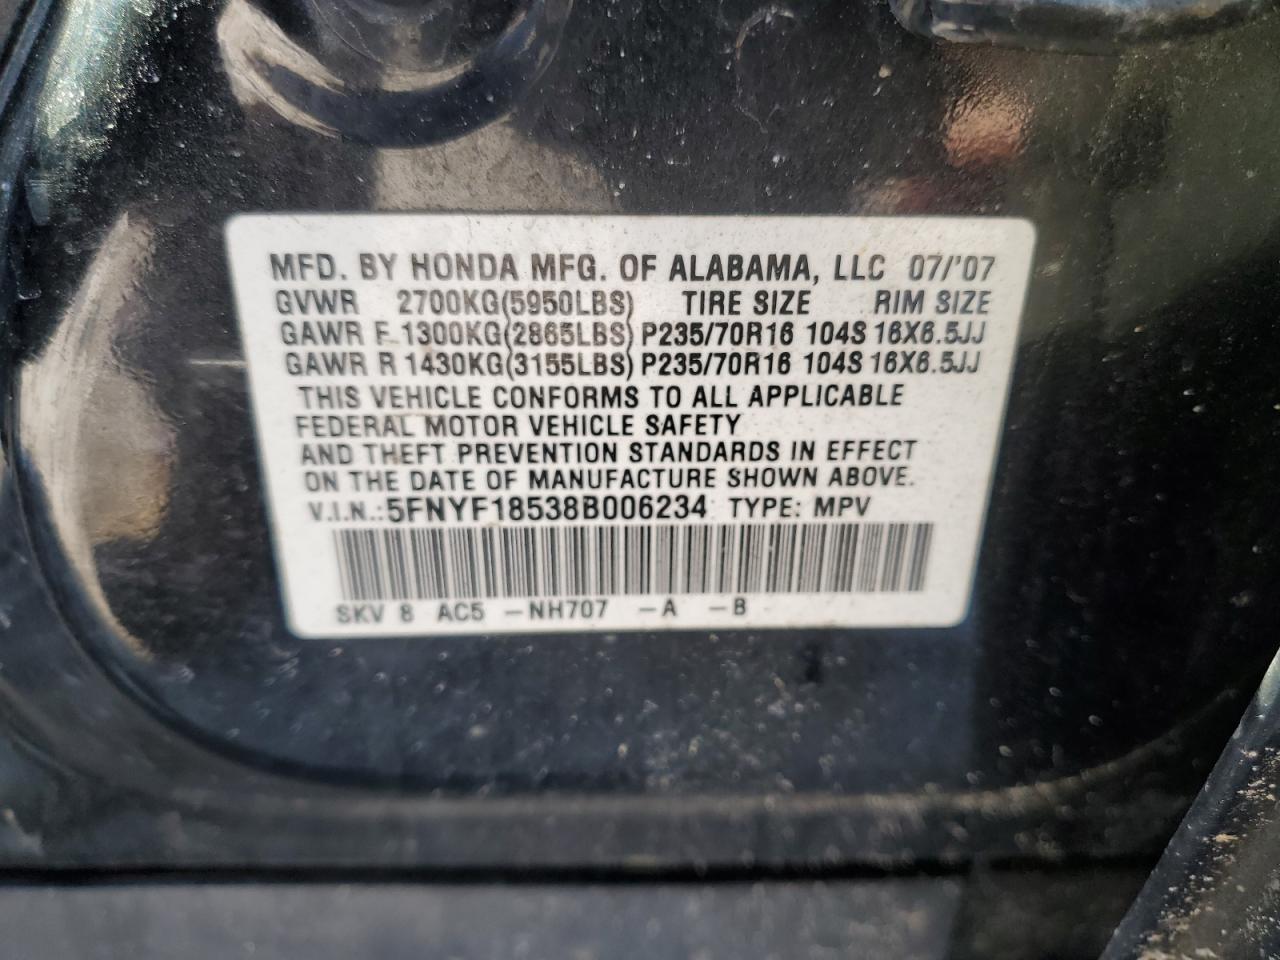 MFD. BY HONDA MFG. OF ALABAMA, LLC 07/'07
GVWR 2700KG(5950LBS) TIRE SIZE RIM SIZE
GAWR F 1300KG(2865LBS) P235/70R16 104S 16X6.5JJ
GAWR R 1430KG(3155LBS) P235/70R16 104S 16X6.5JJ
THIS VEHICLE CONFORMS TO ALL APPLICABLE
FEDERAL MOTOR VEHICLE SAFETY
AND THEFT PREVENTION STANDARDS IN EFFECT
ON THE DATE OF MANUFACTURE SHOWN ABOVE.
V.I.N.: 5FNYF18538B006234 TYPE: MPV
SKV 8 AC5 -NH707 -A -B